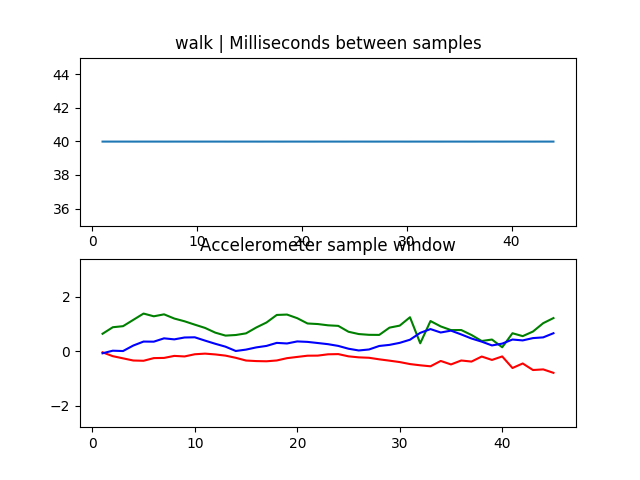 walk | Milliseconds between samples
44
42
40
38
36
0 10 20 30 40
Accelerometer sample window
2
0
−2
0 10 20 30 40